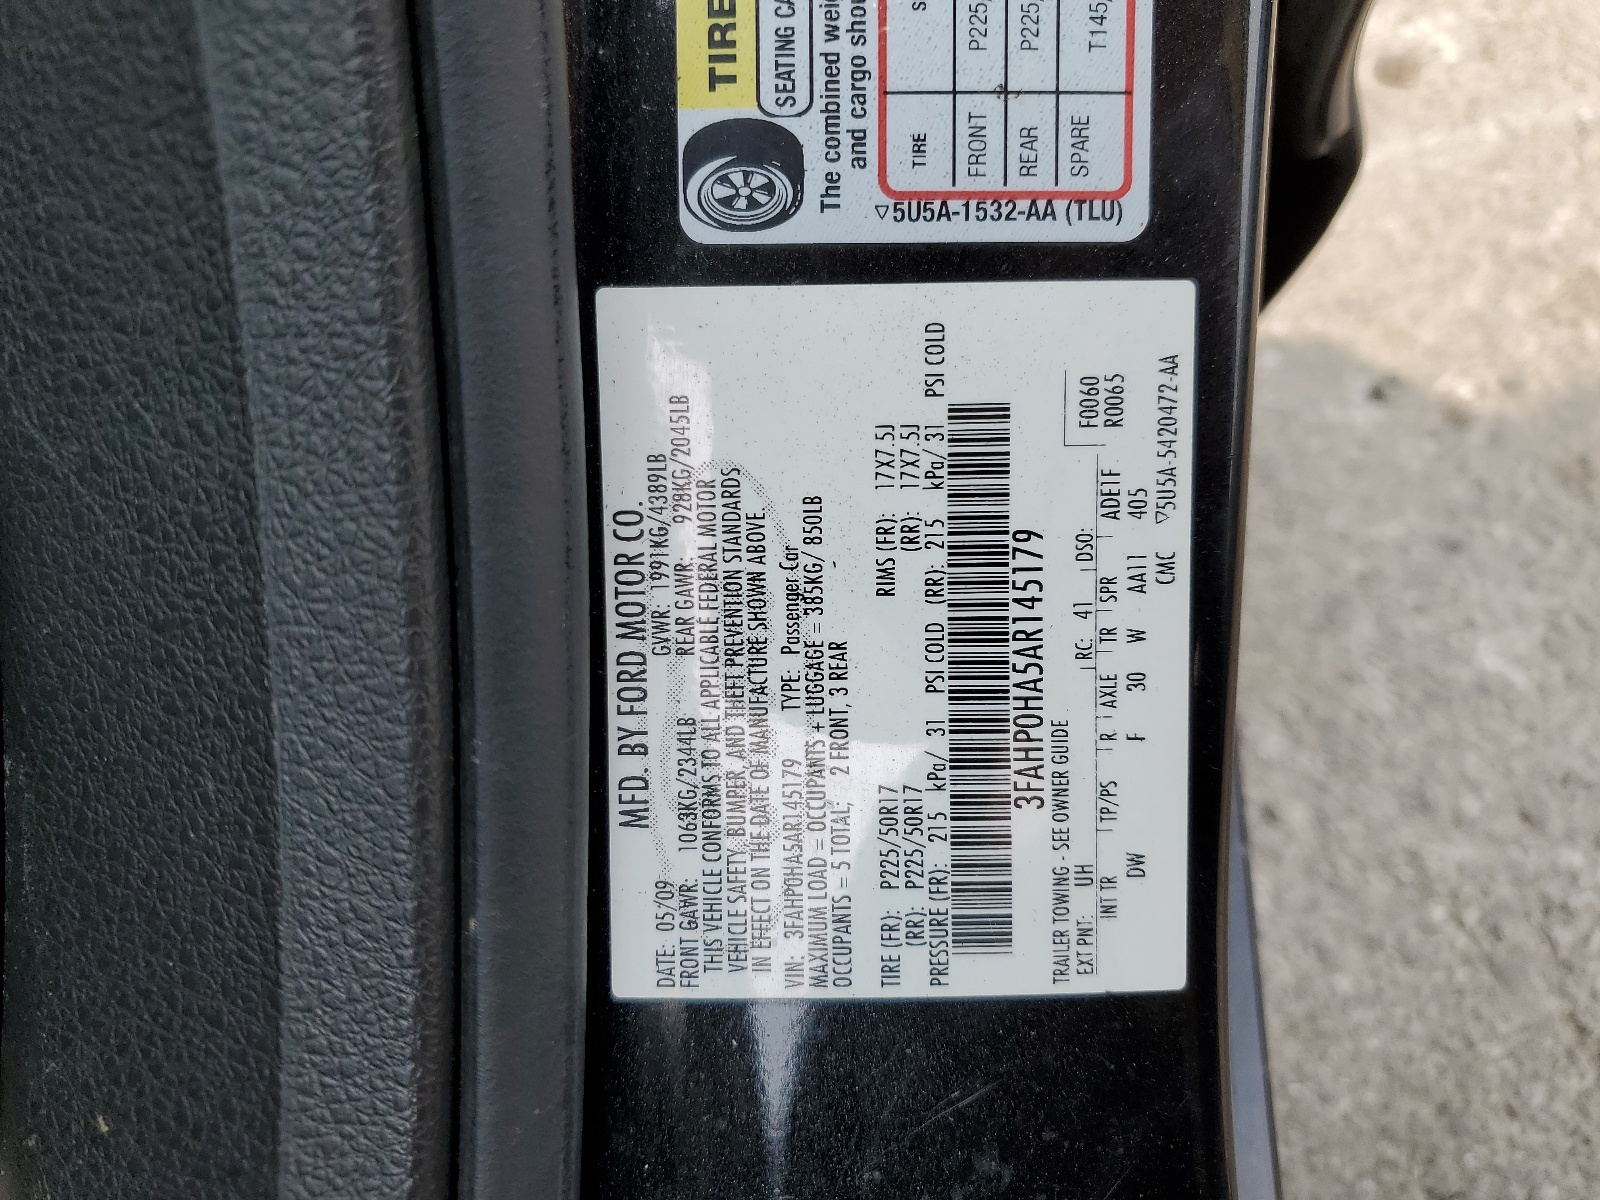 MFD. BY FORD MOTOR CO.
DATE: 05/09 GVWR: 1991KG/4389LB
FRONT GAWR: 1063KG/2344LB REAR GAWR: 928KG/2045LB
THIS VEHICLE CONFORMS TO ALL APPLICABLE FEDERAL MOTOR
VEHICLE SAFETY, BUMPER, AND THEFT PREVENTION STANDARDS
IN EFFECT ON THE DATE OF MANUFACTURE SHOWN ABOVE.
VIN: 3FAHP0HA5AR145179 TYPE: Passenger Car
MAXIMUM LOAD = OCCUPANTS + LUGGAGE = 385KG/ 850LB
OCCUPANTS = 5 TOTAL, 2 FRONT, 3 REAR
TIRE (FR): P225/50R17 RIMS (FR): 17X7.5J
(RR): P225/50R17 (RR): 17X7.5J
PRESSURE (FR): 215 kPa/ 31 PSI COLD (RR): 215 kPa/ 31 PSI COLD
3FAHP0HA5AR145179
TRAILER TOWING - SEE OWNER GUIDE
EXT PNT: UH RC: 41 DSO: F0060
R0065
INT TR TP/PS R AXLE TR SPR ADE1F
DW F 30 W AA11 405
CMC ▽5U5A-5420472-AA
TIRE
SEATING
The combined
and cargo
TIRE
FRONT P225
REAR P225
SPARE T145
◁5U5A-1532-AA (TLU)